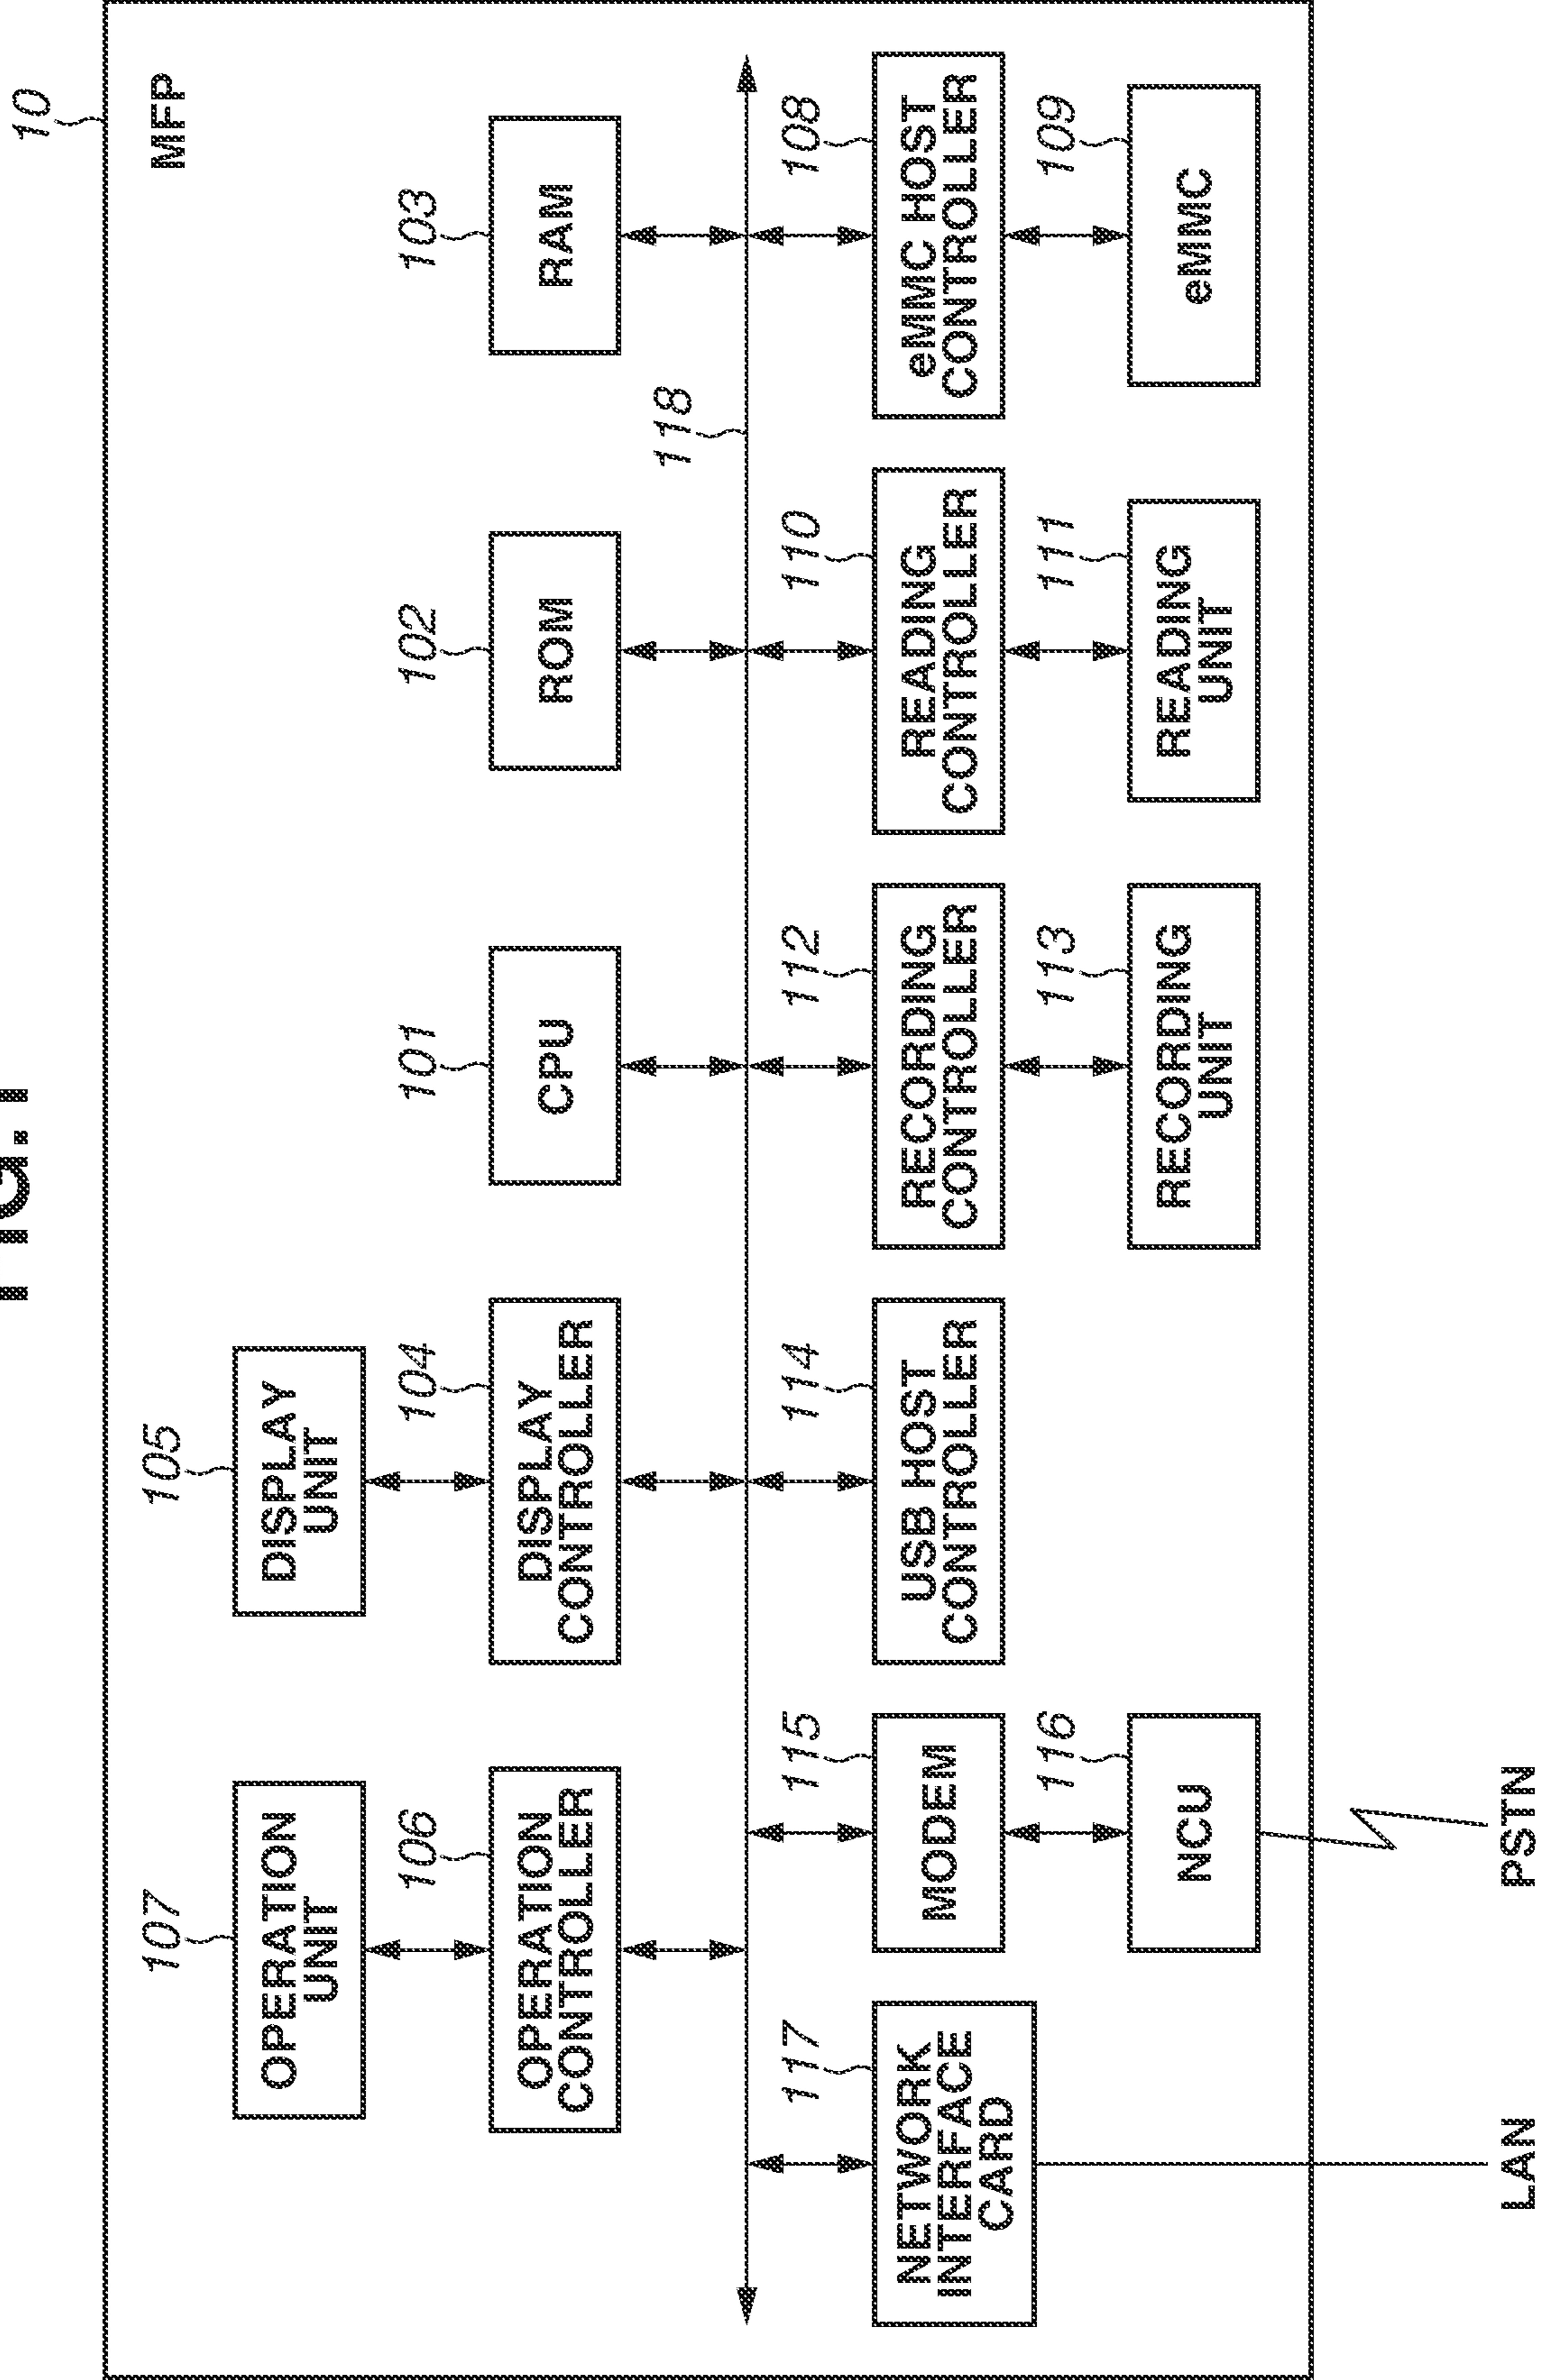 FIG.1
10
MFP
107
OPERATION
UNIT
105
DISPLAY
UNIT
106
OPERATION
CONTROLLER
104
DISPLAY
CONTROLLER
101
CPU
102
ROM
103
RAM
118
117
NETWORK
INTERFACE
CARD
115
MODEM
114
USB HOST
CONTROLLER
112
RECORDING
CONTROLLER
110
READING
CONTROLLER
108
eMMC HOST
CONTROLLER
116
NCU
113
RECORDING
UNIT
111
READING
UNIT
109
eMMC
LAN
PSTN